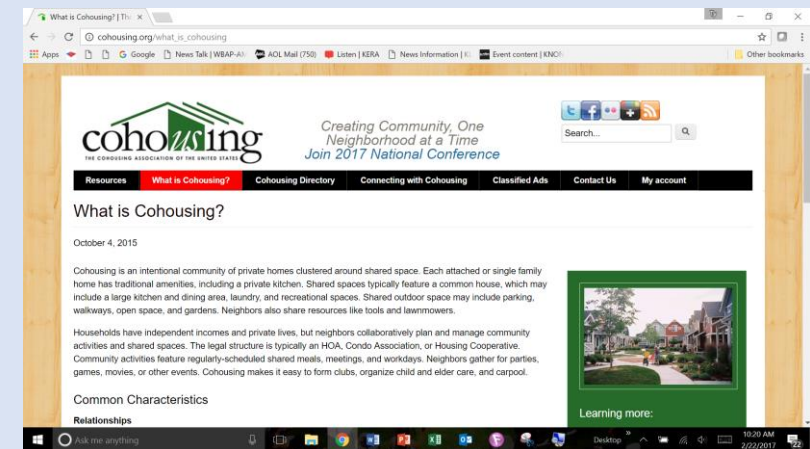 What is Cohousing? | The
cohousing.org/what_is_cohousing
Apps
Google
News Talk | WBAP-AM
AOL Mail (750)
Listen | KERA
News Information | K
Event content | KNON
Other bookmarks
cohousing
THE COHOUSING ASSOCIATION OF THE UNITED STATES
Creating Community, One
Neighborhood at a Time
Join 2017 National Conference
Search...
Resources What is Cohousing? Cohousing Directory Connecting with Cohousing Classified Ads Contact Us My account
What is Cohousing?
October 4, 2015
Cohousing is an intentional community of private homes clustered around shared space. Each attached or single family
home has traditional amenities, including a private kitchen. Shared spaces typically feature a common house, which may
include a large kitchen and dining area, laundry, and recreational spaces. Shared outdoor space may include parking,
walkways, open space, and gardens. Neighbors also share resources like tools and lawnmowers.
Households have independent incomes and private lives, but neighbors collaboratively plan and manage community
activities and shared spaces. The legal structure is typically an HOA, Condo Association, or Housing Cooperative.
Community activities feature regularly-scheduled shared meals, meetings, and workdays. Neighbors gather for parties,
games, movies, or other events. Cohousing makes it easy to form clubs, organize child and elder care, and carpool.
Common Characteristics
Relationships
Learning more:
Ask me anything
Desktop
10:20 AM
2/22/2017
22